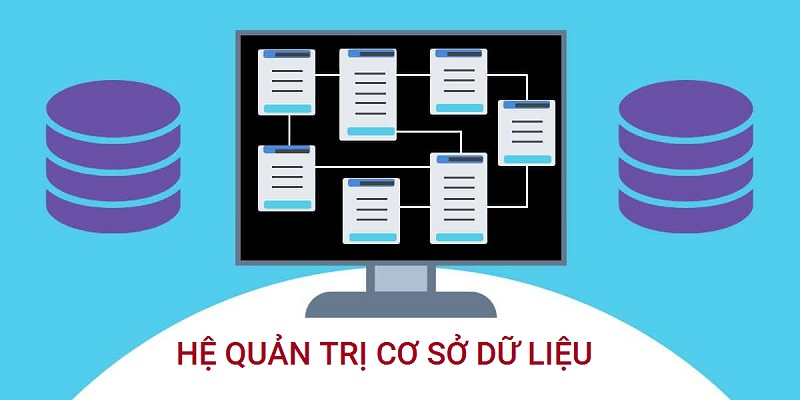 HỆ QUẢN TRỊ CƠ SỞ DỮ LIỆU